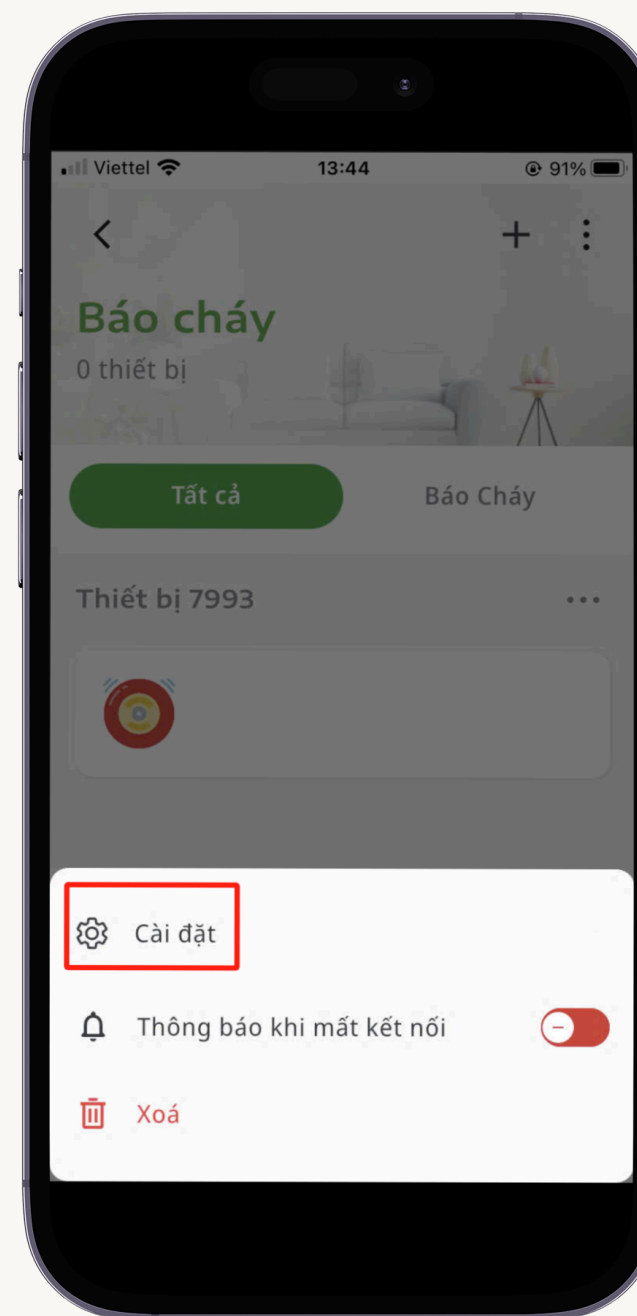 Viettel 13:44 91%
Báo cháy
0 thiết bị
Tất cả Báo Cháy
Thiết bị 7993
Cài đặt
Thông báo khi mất kết nối
Xoá